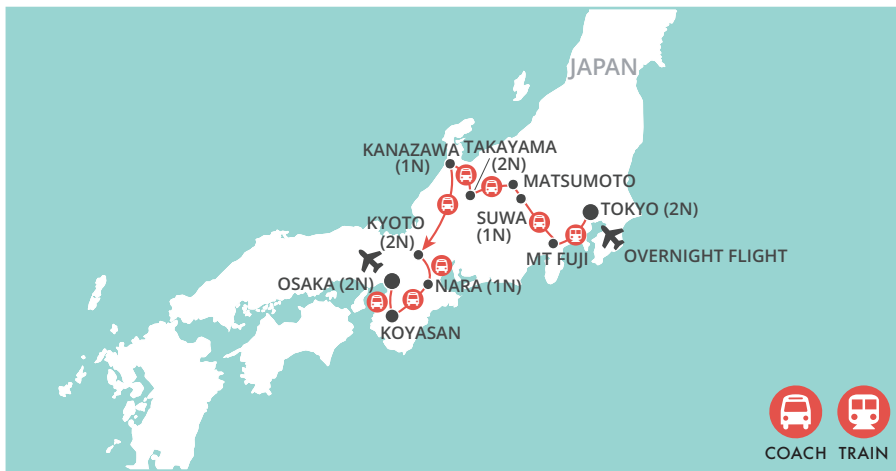 JAPAN
KANAZAWA
(1N)
TAKAYAMA
(2N)
MATSUMOTO
SUWA
(1N)
TOKYO (2N)
KYOTO
(2N)
MT FUJI
OVERNIGHT FLIGHT
OSAKA (2N)
NARA (1N)
KOYASAN
COACH
TRAIN